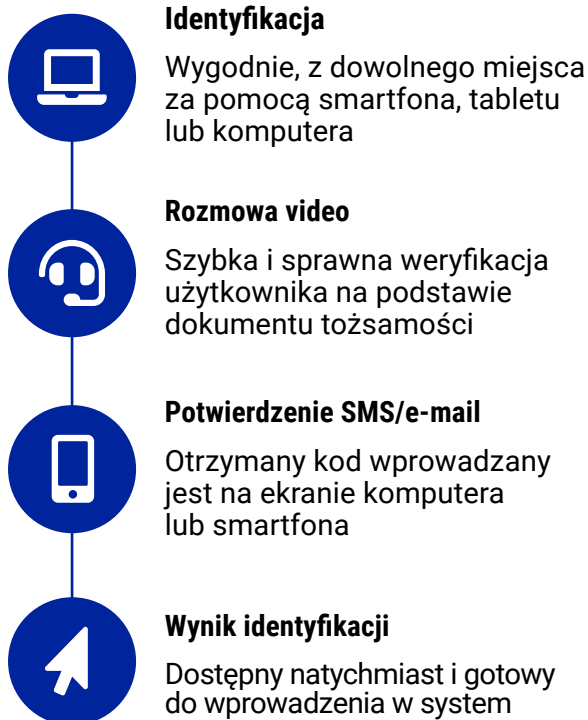 Identyfikacja
Wygodnie, z dowolnego miejsca
za pomocą smartfona, tabletu
lub komputera
Rozmowa video
Szybka i sprawna weryfikacja
użytkownika na podstawie
dokumentu tożsamości
Potwierdzenie SMS/e-mail
Otrzymany kod wprowadzany
jest na ekranie komputera
lub smartfona
Wynik identyfikacji
Dostępny natychmiast i gotowy
do wprowadzenia w system